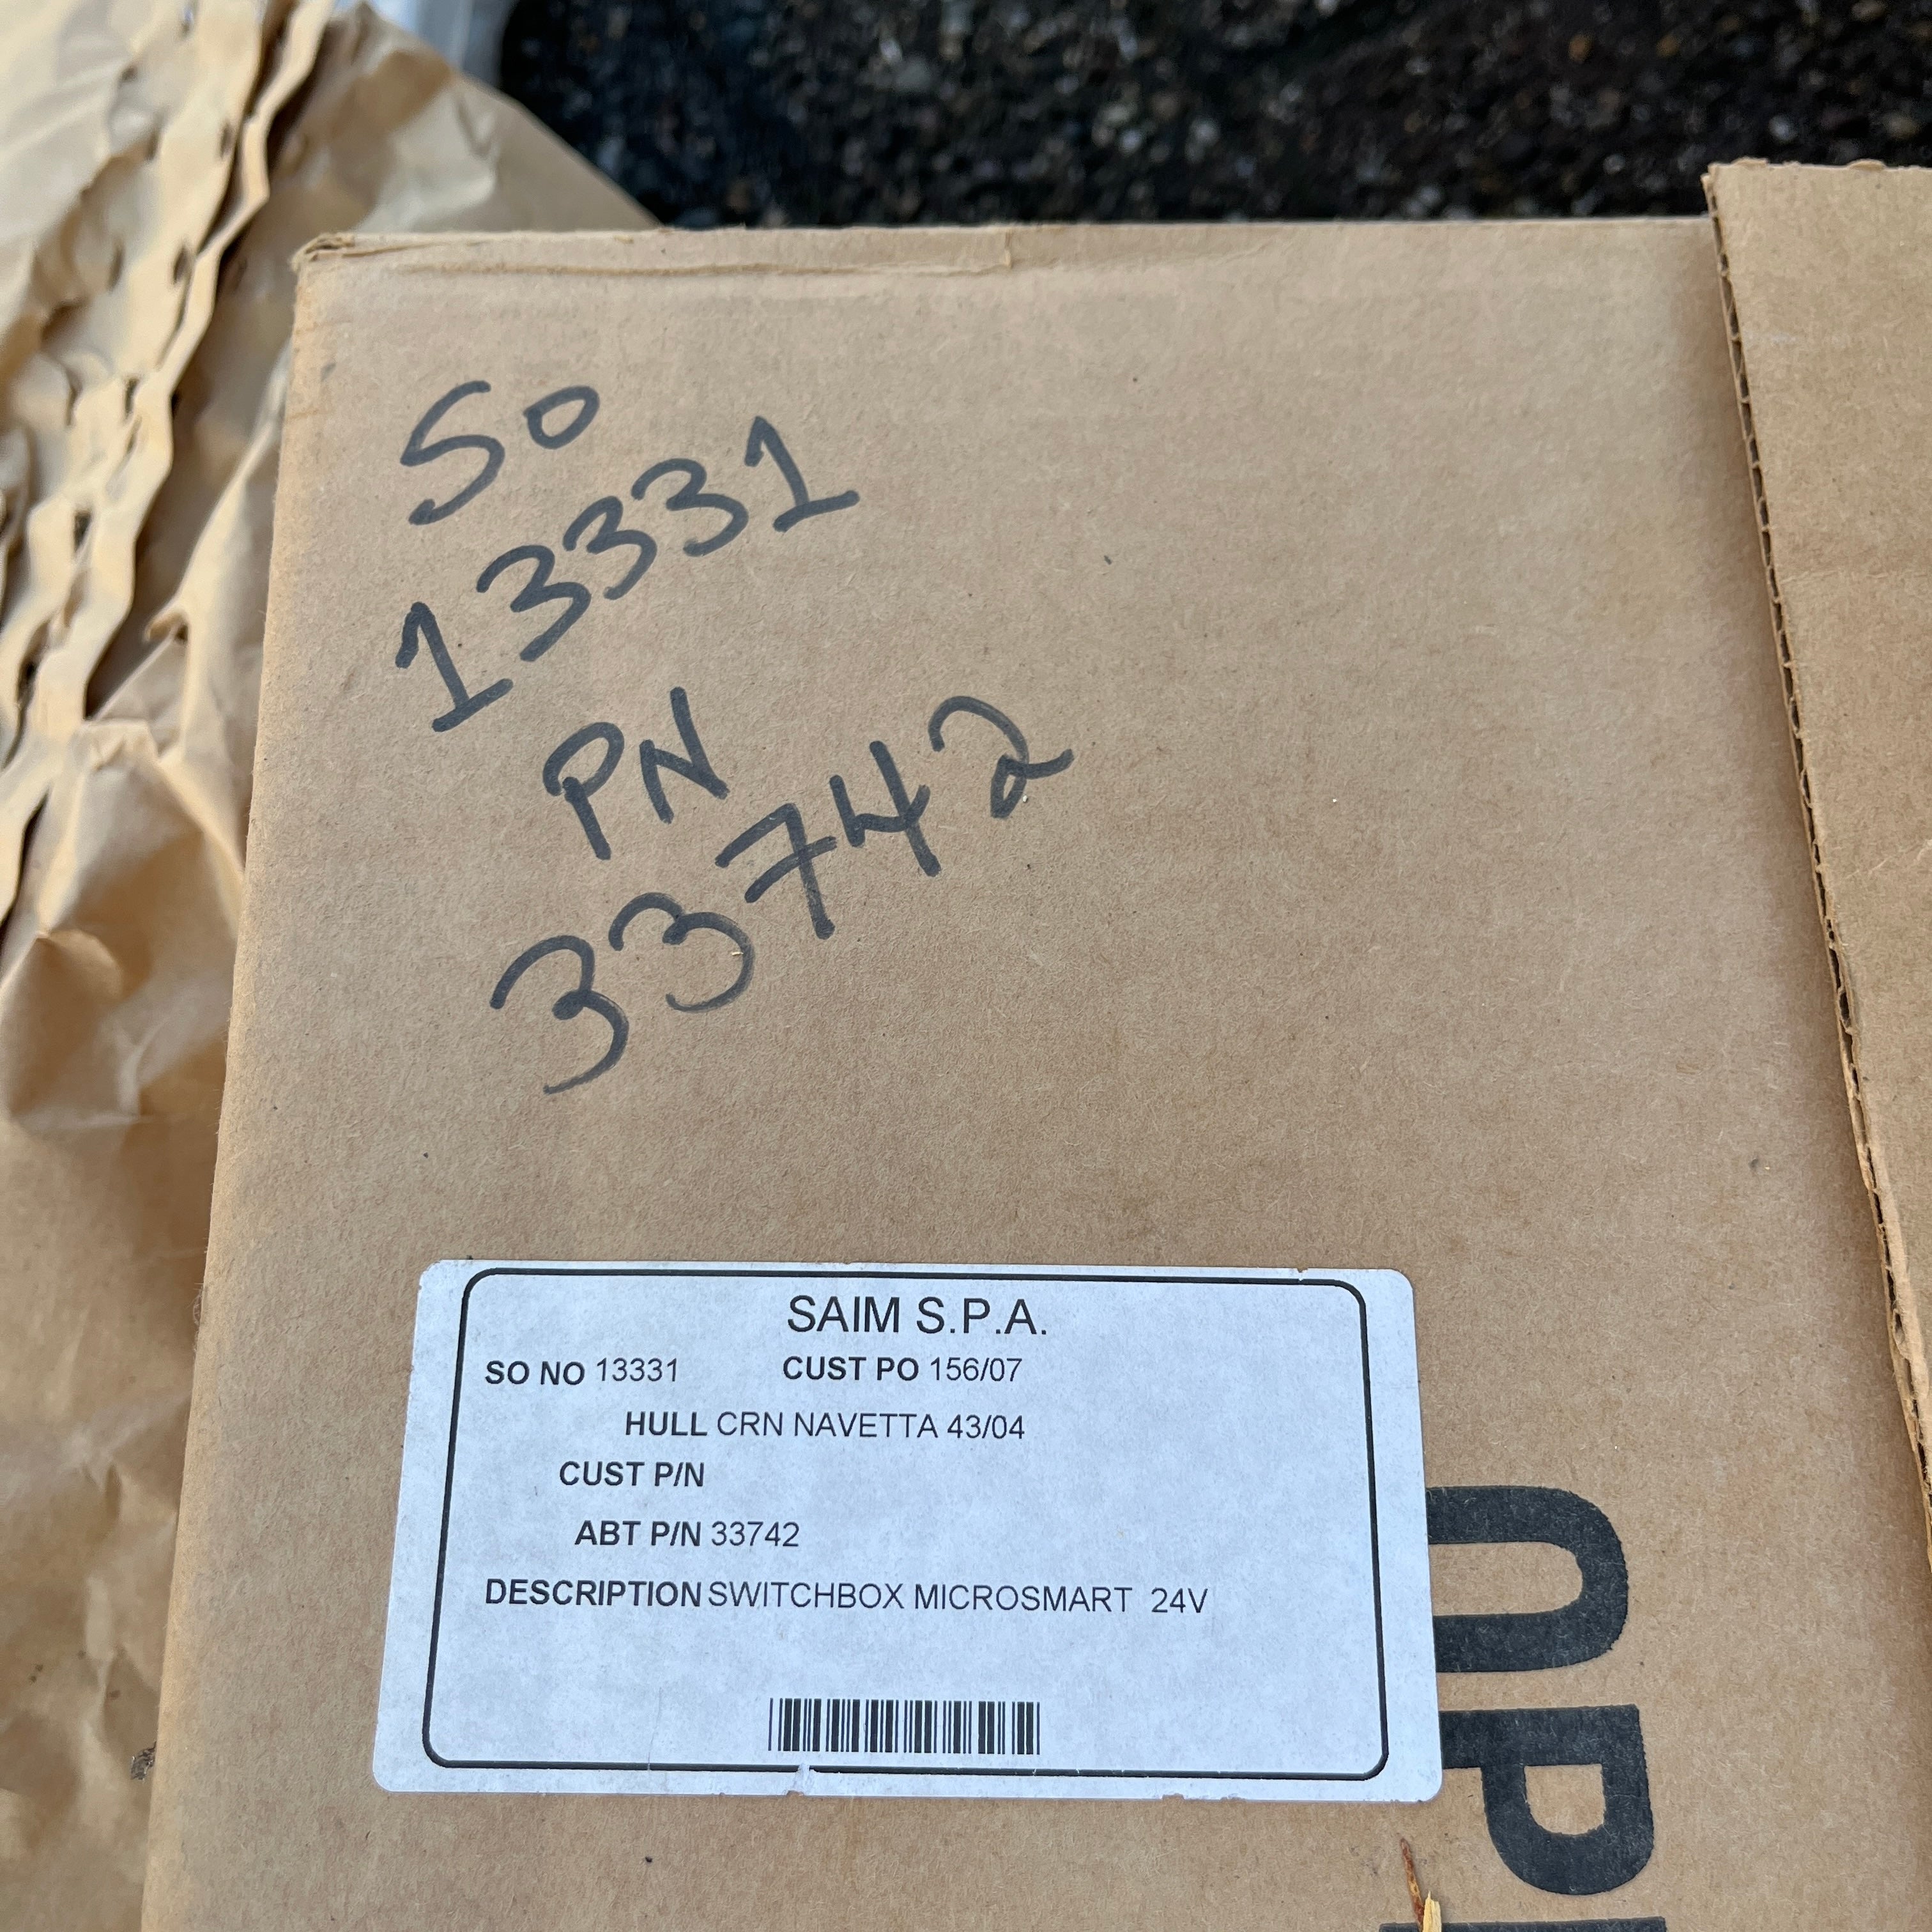 SO
13331
PN
33742
SAIM S.P.A.
SO NO 13331 CUST PO 156/07
HULL CRN NAVETTA 43/04
CUST P/N
ABT P/N 33742
DESCRIPTION SWITCHBOX MICROSMART 24V